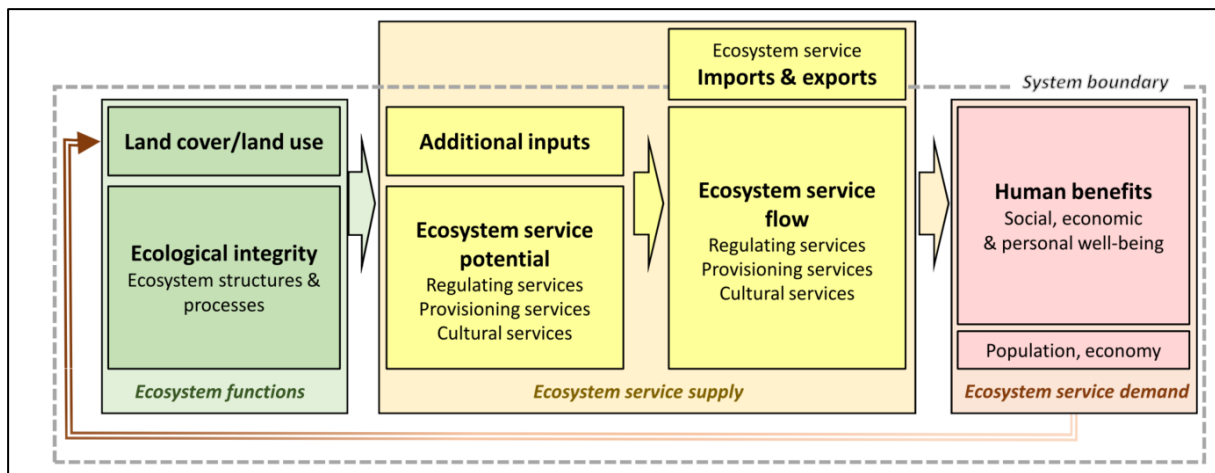 Ecosystem service
Imports & exports
System boundary
Land cover/land use
Ecological integrity
Ecosystem structures &
processes
Ecosystem functions
Additional inputs
Ecosystem service
potential
Regulating services
Provisioning services
Cultural services
Ecosystem service
flow
Regulating services
Provisioning services
Cultural services
Ecosystem service supply
Human benefits
Social, economic
& personal well-being
Population, economy
Ecosystem service demand